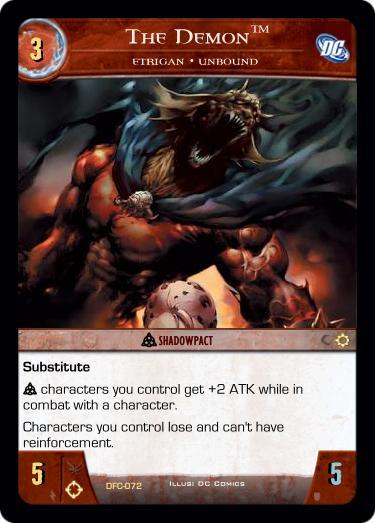 3
The Demon™
DC
Etrigan • Unbound
Shadowpact
Substitute
characters you control get +2 ATK while in
combat with a character.
Characters you control lose and can't have
reinforcement.
5
DFC-072
Illus: DC Comics
5